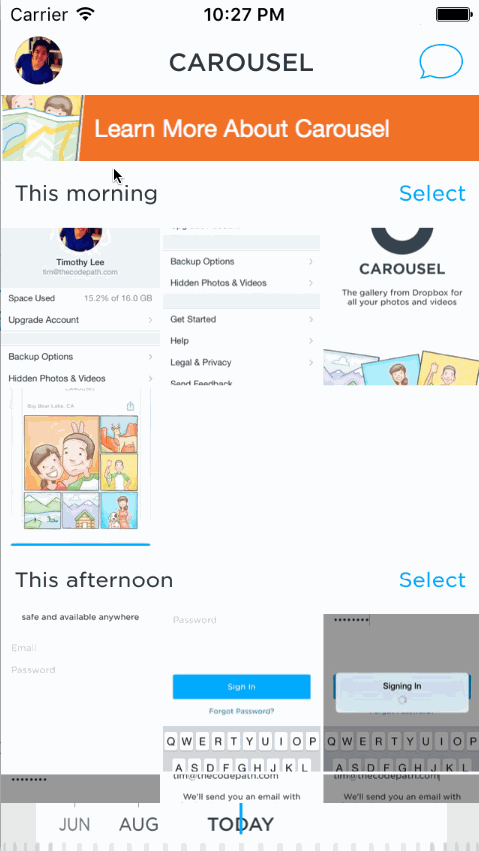 Carrier 10:27 PM
CAROUSEL
Learn More About Carousel
This morning Select
Timothy Lee
tim@thecodepath.com
Space Used 15.2% of 16.0 GB
Upgrade Account
Backup Options
Hidden Photos & Videos
Backup Options
Hidden Photos & Videos
Get Started
Help
Legal & Privacy
Send Feedback
CAROUSEL
The gallery from Dropbox for
all your photos and videos
Big Bear Lake, CA
This afternoon Select
safe and available anywhere
Email
Password
Password
Sign In
Forgot Password?
Q W E R T Y U I O P
A S D F G H J K L
Signing In
Forgot Password?
Q W E R T Y U I O P
A S D F G H J K L
tim@thecodepath.com
We'll send you an email with
tim@thecodepath.com
We'll send you an email with
JUN AUG TODAY